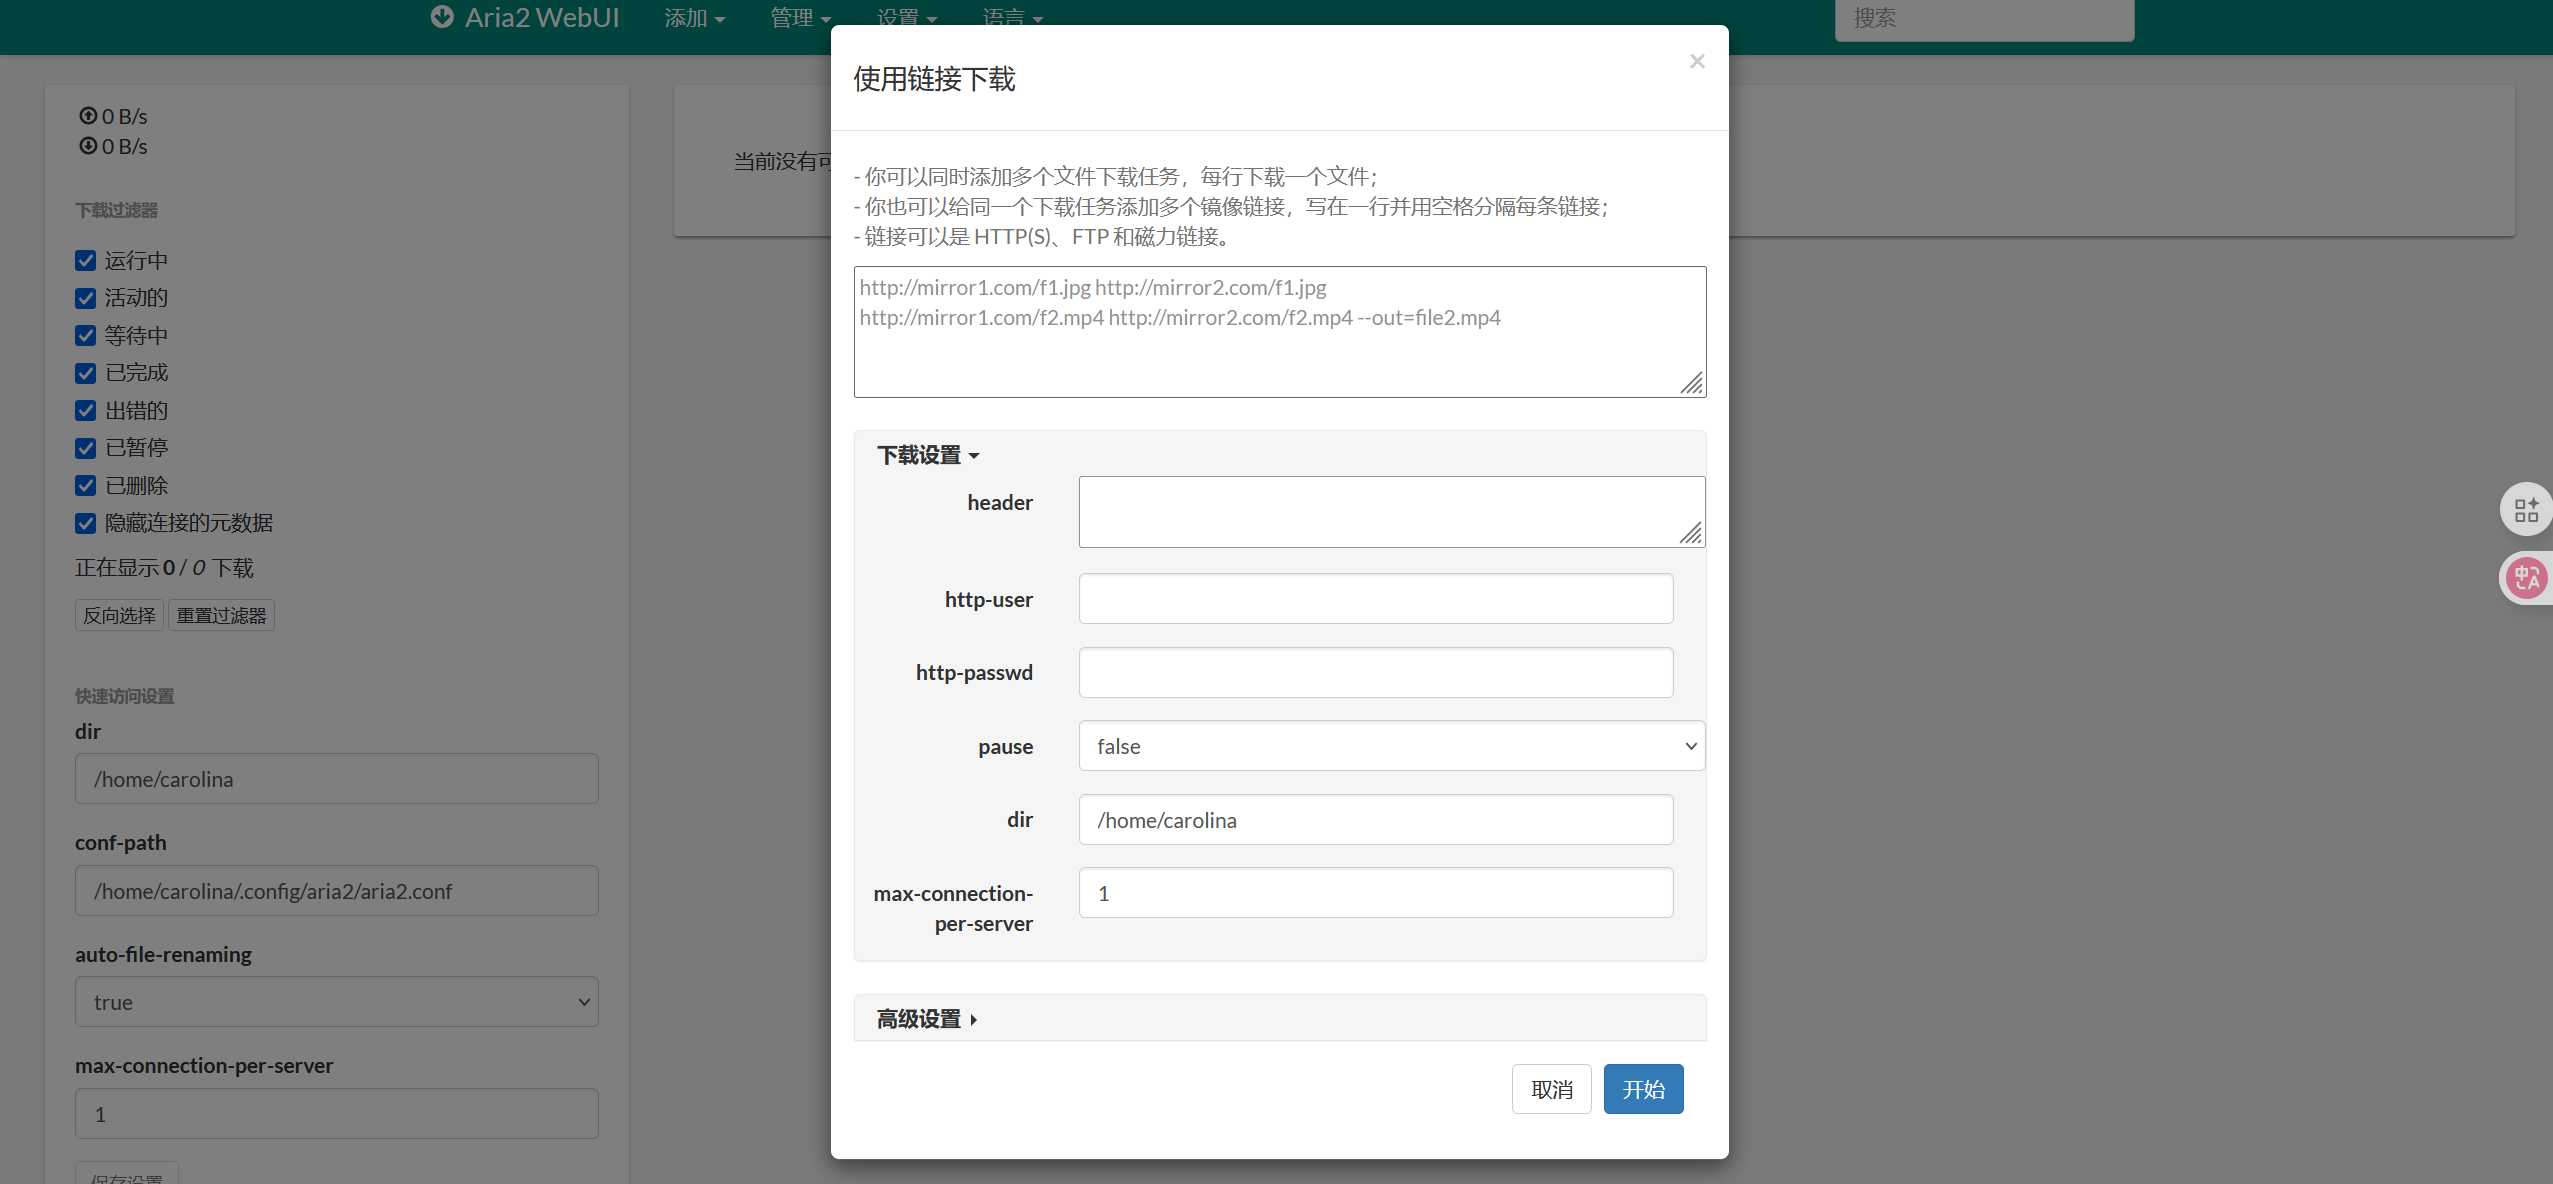 Aria2 WebUI
添加
管理
设置
语言
搜索
0 B/s
0 B/s
下载过滤器
运行中
活动的
等待中
已完成
出错的
已暂停
已删除
隐藏连接的元数据
正在显示 0 / 0 下载
反向选择 重置过滤器
快速访问设置
dir
/home/carolina
conf-path
/home/carolina/.config/aria2/aria2.conf
auto-file-renaming
true
max-connection-per-server
1
保存设置
当前没有可
使用链接下载
×
- 你可以同时添加多个文件下载任务，每行下载一个文件；
- 你也可以给同一个下载任务添加多个镜像链接，写在一行并用空格分隔每条链接；
- 链接可以是 HTTP(S)、FTP 和磁力链接。
http://mirror1.com/f1.jpg http://mirror2.com/f1.jpg
http://mirror1.com/f2.mp4 http://mirror2.com/f2.mp4 --out=file2.mp4
下载设置
header
http-user
http-passwd
pause
false
dir
/home/carolina
max-connection-
per-server
1
高级设置
取消
开始
中A